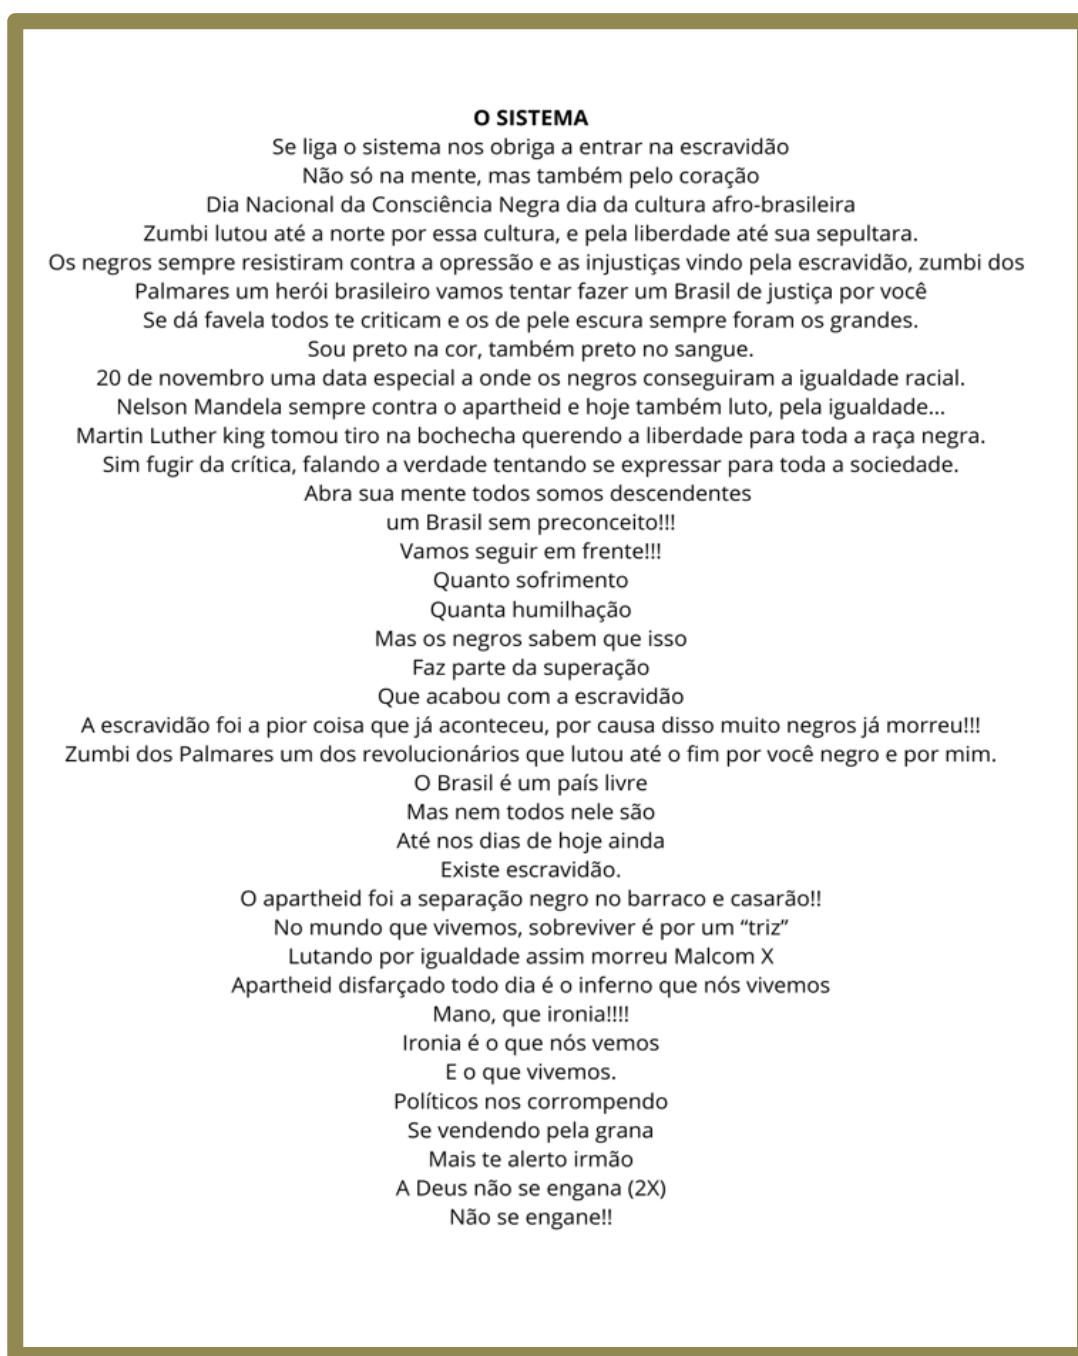 O SISTEMA
Se liga o sistema nos obriga a entrar na escravidão
Não só na mente, mas também pelo coração
Dia Nacional da Consciência Negra dia da cultura afro-brasileira
Zumbi lutou até a norte por essa cultura, e pela liberdade até sua sepultara.
Os negros sempre resistiram contra a opressão e as injustiças vindo pela escravidão, zumbi dos
Palmares um herói brasileiro vamos tentar fazer um Brasil de justiça por você
Se dá favela todos te criticam e os de pele escura sempre foram os grandes.
Sou preto na cor, também preto no sangue.
20 de novembro uma data especial a onde os negros conseguiram a igualdade racial.
Nelson Mandela sempre contra o apartheid e hoje também luto, pela igualdade...
Martin Luther king tomou tiro na bochecha querendo a liberdade para toda a raça negra.
Sim fugir da crítica, falando a verdade tentando se expressar para toda a sociedade.
Abra sua mente todos somos descendentes
um Brasil sem preconceito!!!
Vamos seguir em frente!!!
Quanto sofrimento
Quanta humilhação
Mas os negros sabem que isso
Faz parte da superação
Que acabou com a escravidão
A escravidão foi a pior coisa que já aconteceu, por causa disso muito negros já morreu!!!
Zumbi dos Palmares um dos revolucionários que lutou até o fim por você negro e por mim.
O Brasil é um país livre
Mas nem todos nele são
Até nos dias de hoje ainda
Existe escravidão.
O apartheid foi a separação negro no barraco e casarão!!
No mundo que vivemos, sobreviver é por um “triz”
Lutando por igualdade assim morreu Malcom X
Apartheid disfarçado todo dia é o inferno que nós vivemos
Mano, que ironia!!!!
Ironia é o que nós vemos
E o que vivemos.
Políticos nos corrompendo
Se vendendo pela grana
Mais te alerto irmão
A Deus não se engana (2X)
Não se engane!!